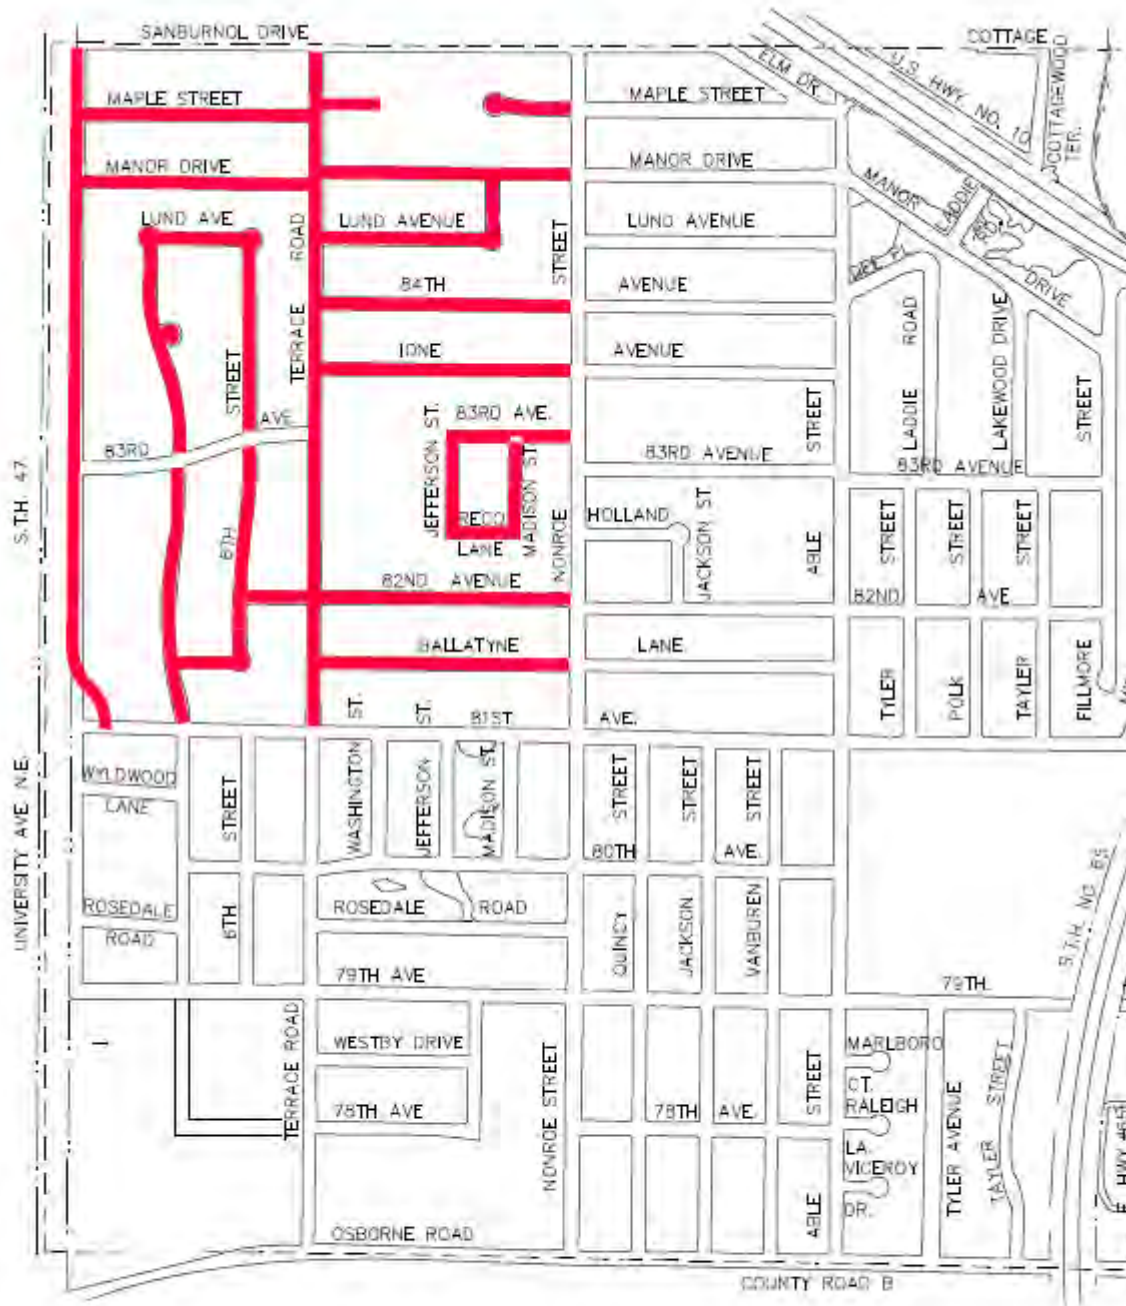 SANBURNOL DRIVE
COTTAGE
ELM DR.
U.S. HWY. NO. 10
COTTAGEWOOD
TER.
MAPLE STREET
MAPLE STREET
MANOR DRIVE
MANOR DRIVE
MANOR
DRIVE
LADDIE
RD.
LUND AVE
LUND AVENUE
LUND AVENUE
TERRACE ROAD
STREET
84TH
AVENUE
IONE
AVENUE
LADDIE ROAD
LAKEWOOD DRIVE
STREET
STREET
STREET
83RD
AVE.
83RD AVE.
83RD AVENUE
83RD AVENUE
JEFFERSON ST.
MADISON ST.
RECO
LANE
NONROE
HOLLAND
JACKSON ST.
ABLE
STREET
STREET
STREET
S.T.H. 47
6TH
82ND AVENUE
82ND
AVE
BALLATYNE
LANE
TYLER
POLK
TAYLER
FILLMORE
ST.
ST.
81ST
AVE.
WYLDWOOD
LANE
STREET
WASHINGTON
JEFFERSON
MADISON ST.
STREET
STREET
STREET
80TH
AVE.
UNIVERSITY AVE N.E.
ROSEDALE
ROAD
6TH
ROSEDALE ROAD
QUINCY
JACKSON
VANBUREN
S.T.H. NO 65
79TH AVE
79TH
TERRACE ROAD
WESTBY DRIVE
NONROE STREET
STREET
MARLBORO
CT.
RALEIGH
LA.
VICEROY
DR.
TYLER AVENUE
TAYLER STREET
78TH AVE
78TH
AVE.
ABLE
OSBORNE ROAD
COUNTY ROAD B